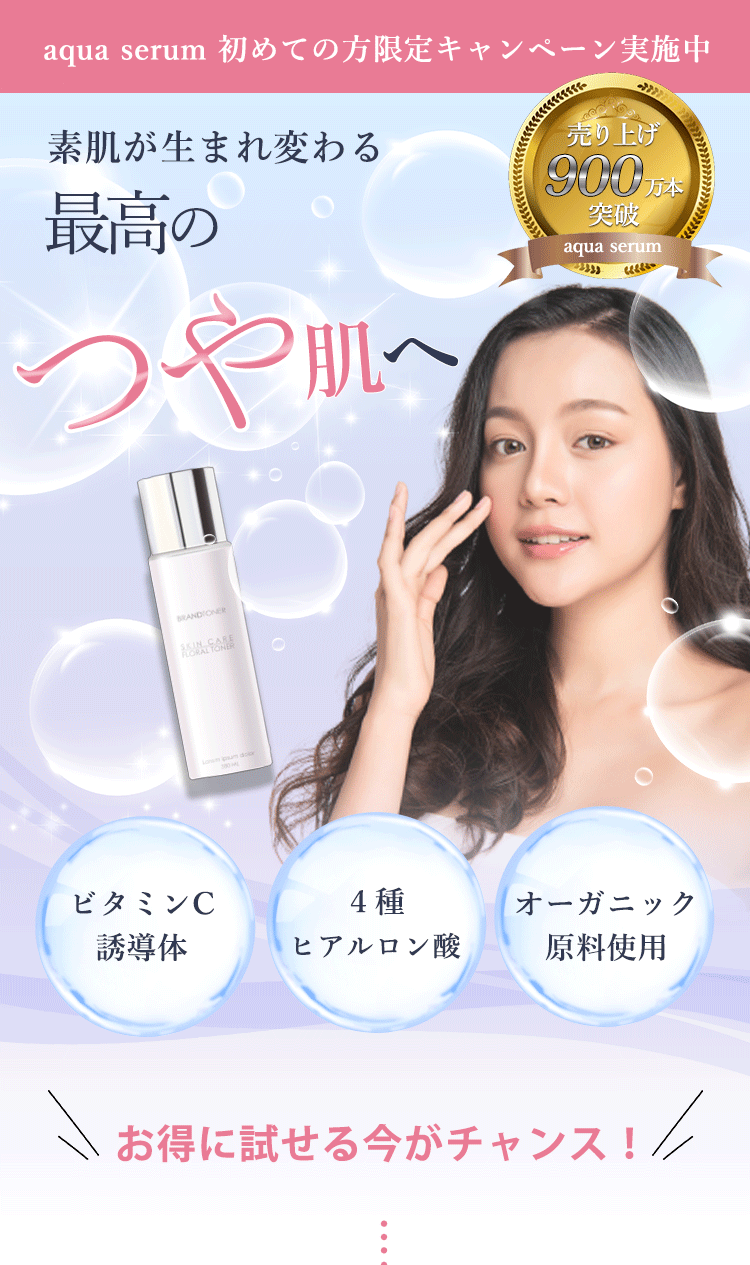 aqua serum 初めての方限定キャンペーン実施中
素肌が生まれ変わる
最高の
つや肌へ
売り上げ
900万本
突破
aqua serum
BRANDTONER
SKIN CARE
FLORAL TONER
Lorem ipsum dolor
ビタミンC
誘導体
4種
ヒアルロン酸
オーガニック
原料使用
お得に試せる今がチャンス！